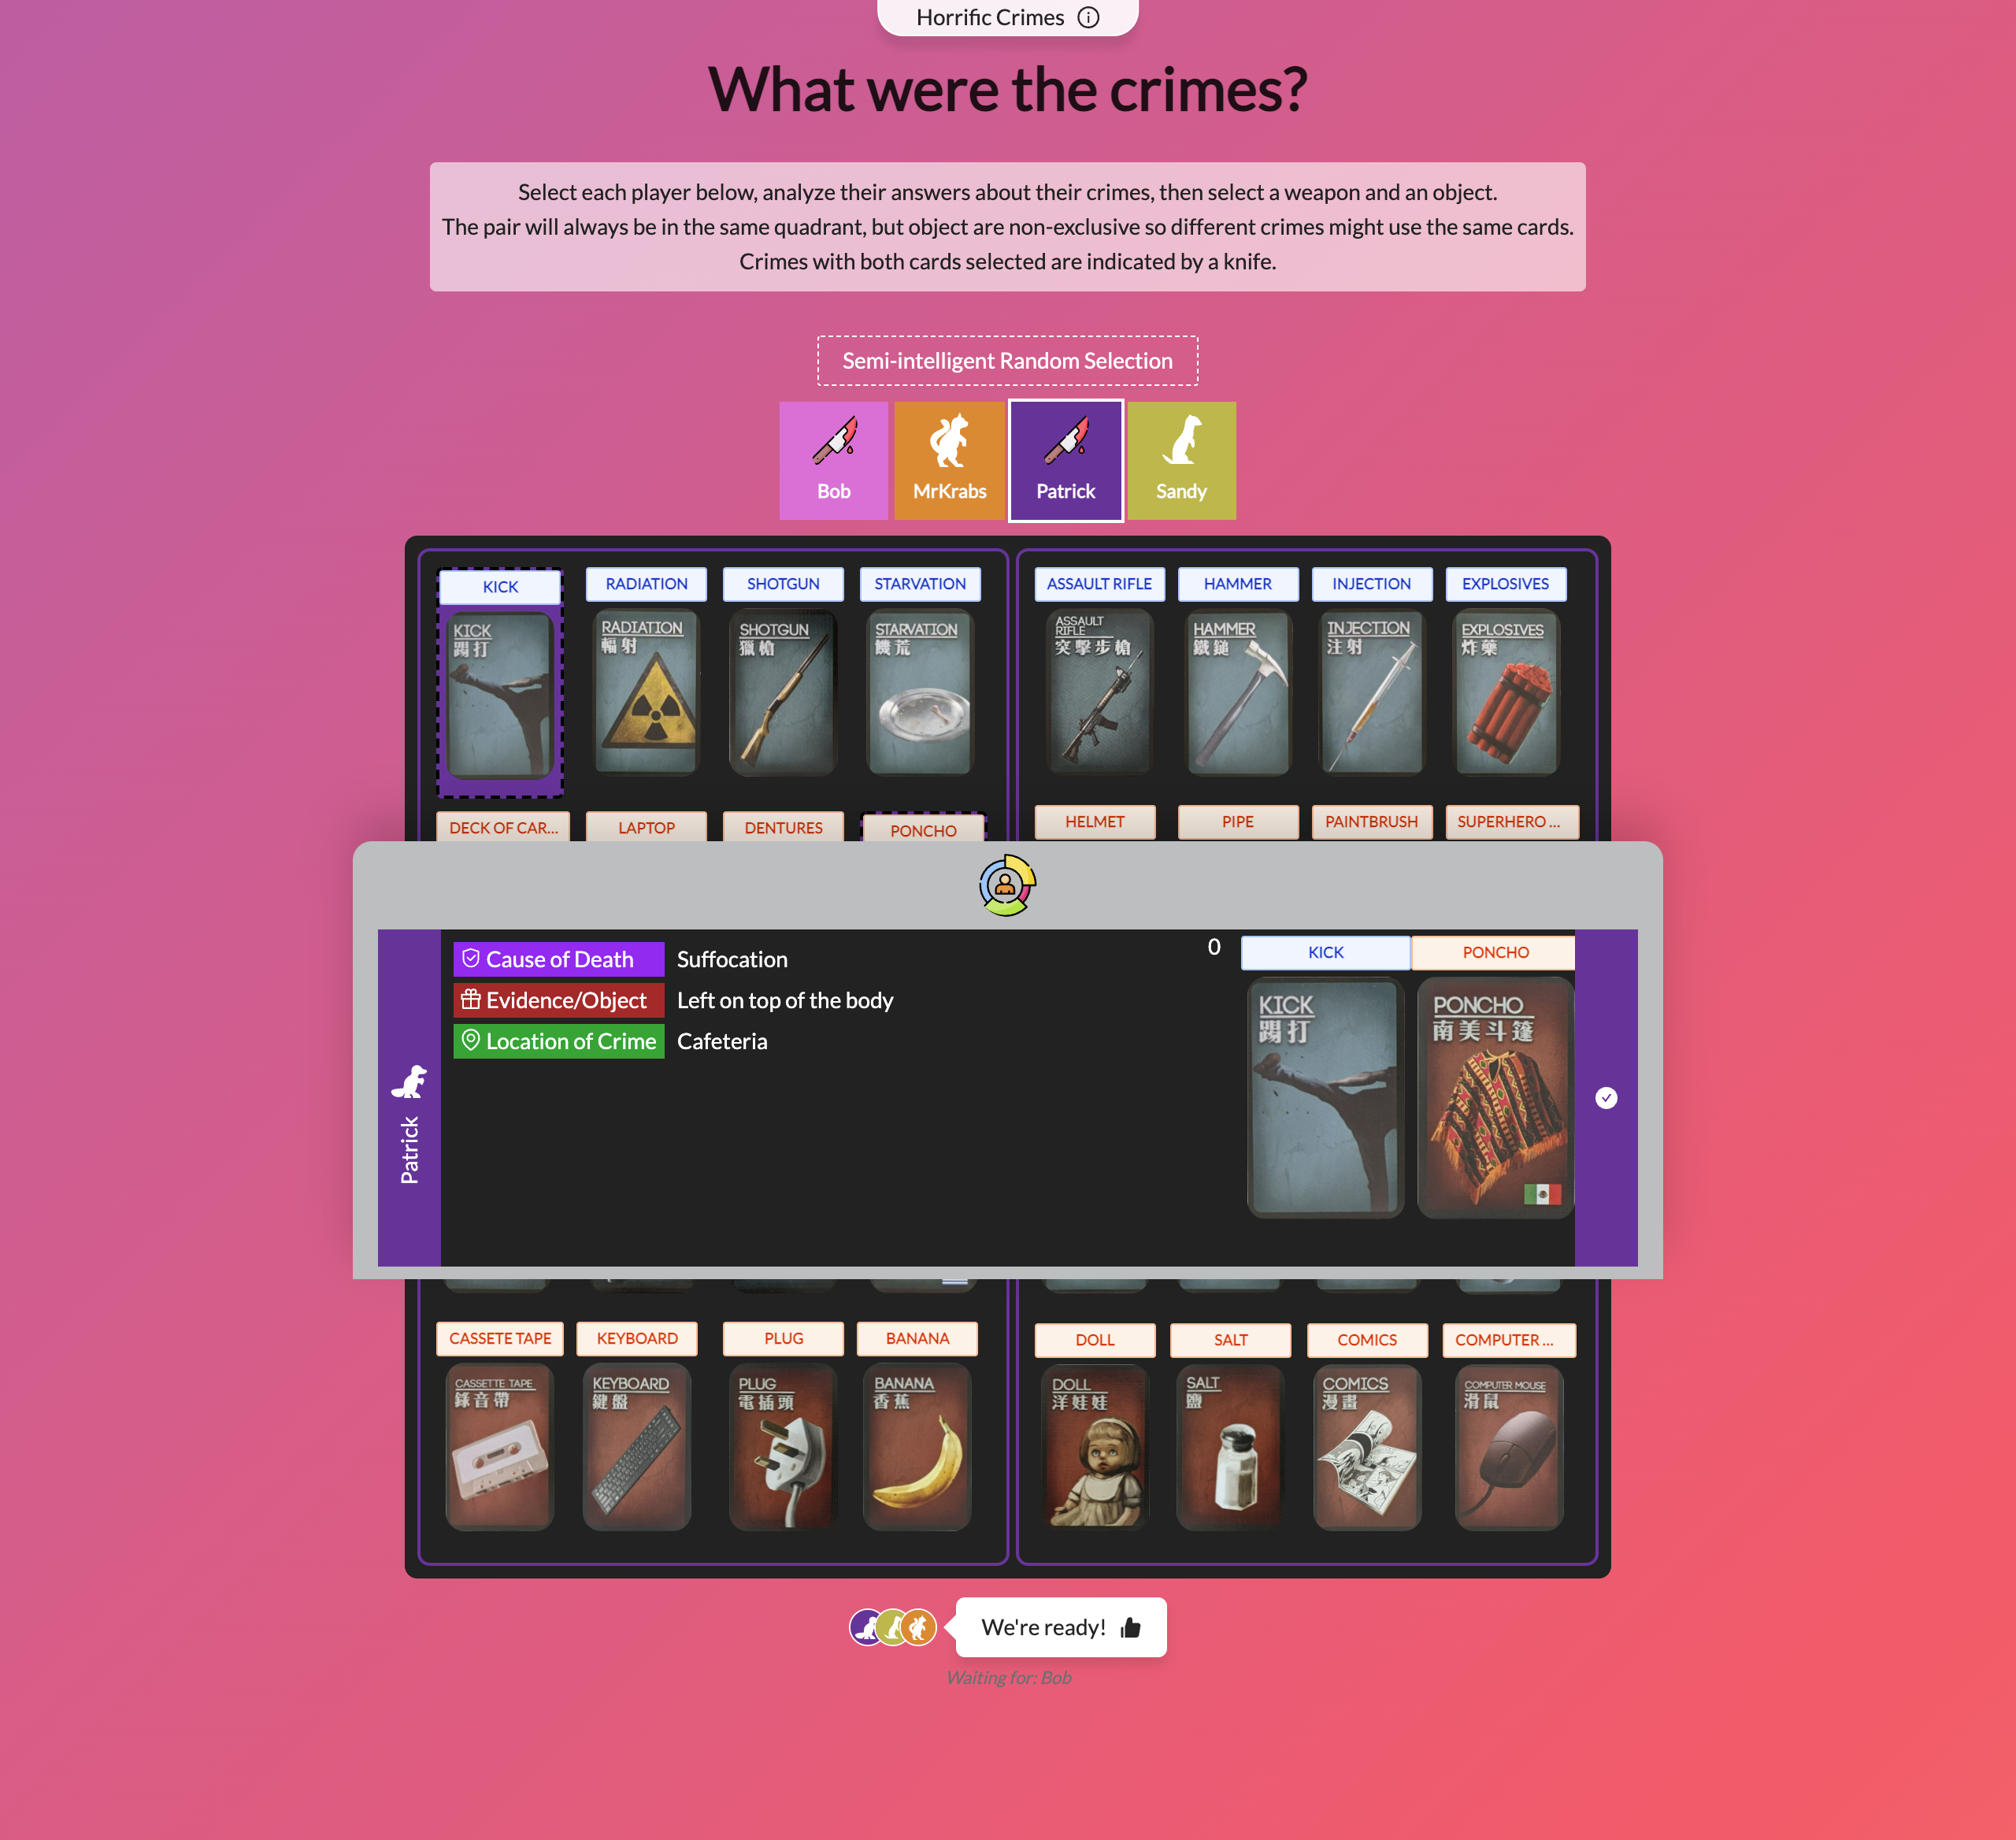 Horrific Crimes
What were the crimes?
Select each player below, analyze their answers about their crimes, then select a weapon and an object.
The pair will always be in the same quadrant, but object are non-exclusive so different crimes might use the same cards.
Crimes with both cards selected are indicated by a knife.
Semi-intelligent Random Selection
Bob
MrKrabs
Patrick
Sandy
KICK
RADIATION
SHOTGUN
STARVATION
ASSAULT RIFLE
HAMMER
INJECTION
EXPLOSIVES
KICK
踢打
RADIATION
輻射
SHOTGUN
獵槍
STARVATION
饑荒
ASSAULT
RIFLE
突擊步槍
HAMMER
鐵鎚
INJECTION
注射
EXPLOSIVES
炸藥
DECK OF CAR...
LAPTOP
DENTURES
PONCHO
HELMET
PIPE
PAINTBRUSH
SUPERHERO ...
Patrick
Cause of Death
Suffocation
Evidence/Object
Left on top of the body
Location of Crime
Cafeteria
0
KICK
PONCHO
KICK
踢打
PONCHO
南美斗篷
CASSETE TAPE
KEYBOARD
PLUG
BANANA
DOLL
SALT
COMICS
COMPUTER ...
CASSETTE TAPE
錄音帶
KEYBOARD
鍵盤
PLUG
電插頭
BANANA
香蕉
DOLL
洋娃娃
SALT
鹽
COMICS
漫畫
COMPUTER MOUSE
滑鼠
We're ready!
Waiting for: Bob